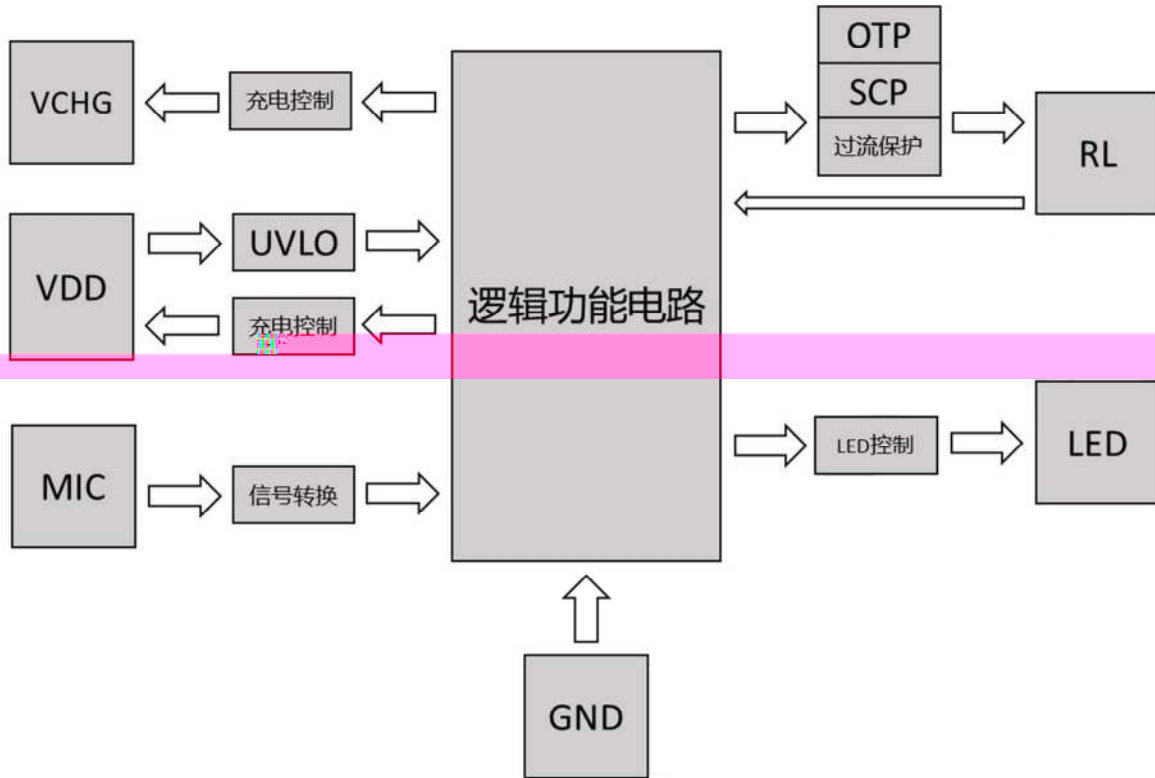 OTP
VCHG
充电控制
SCP
过流保护
RL
VDD
UVLO
逻辑功能电路
充电控制
MIC
信号转换
LED控制
LED
GND